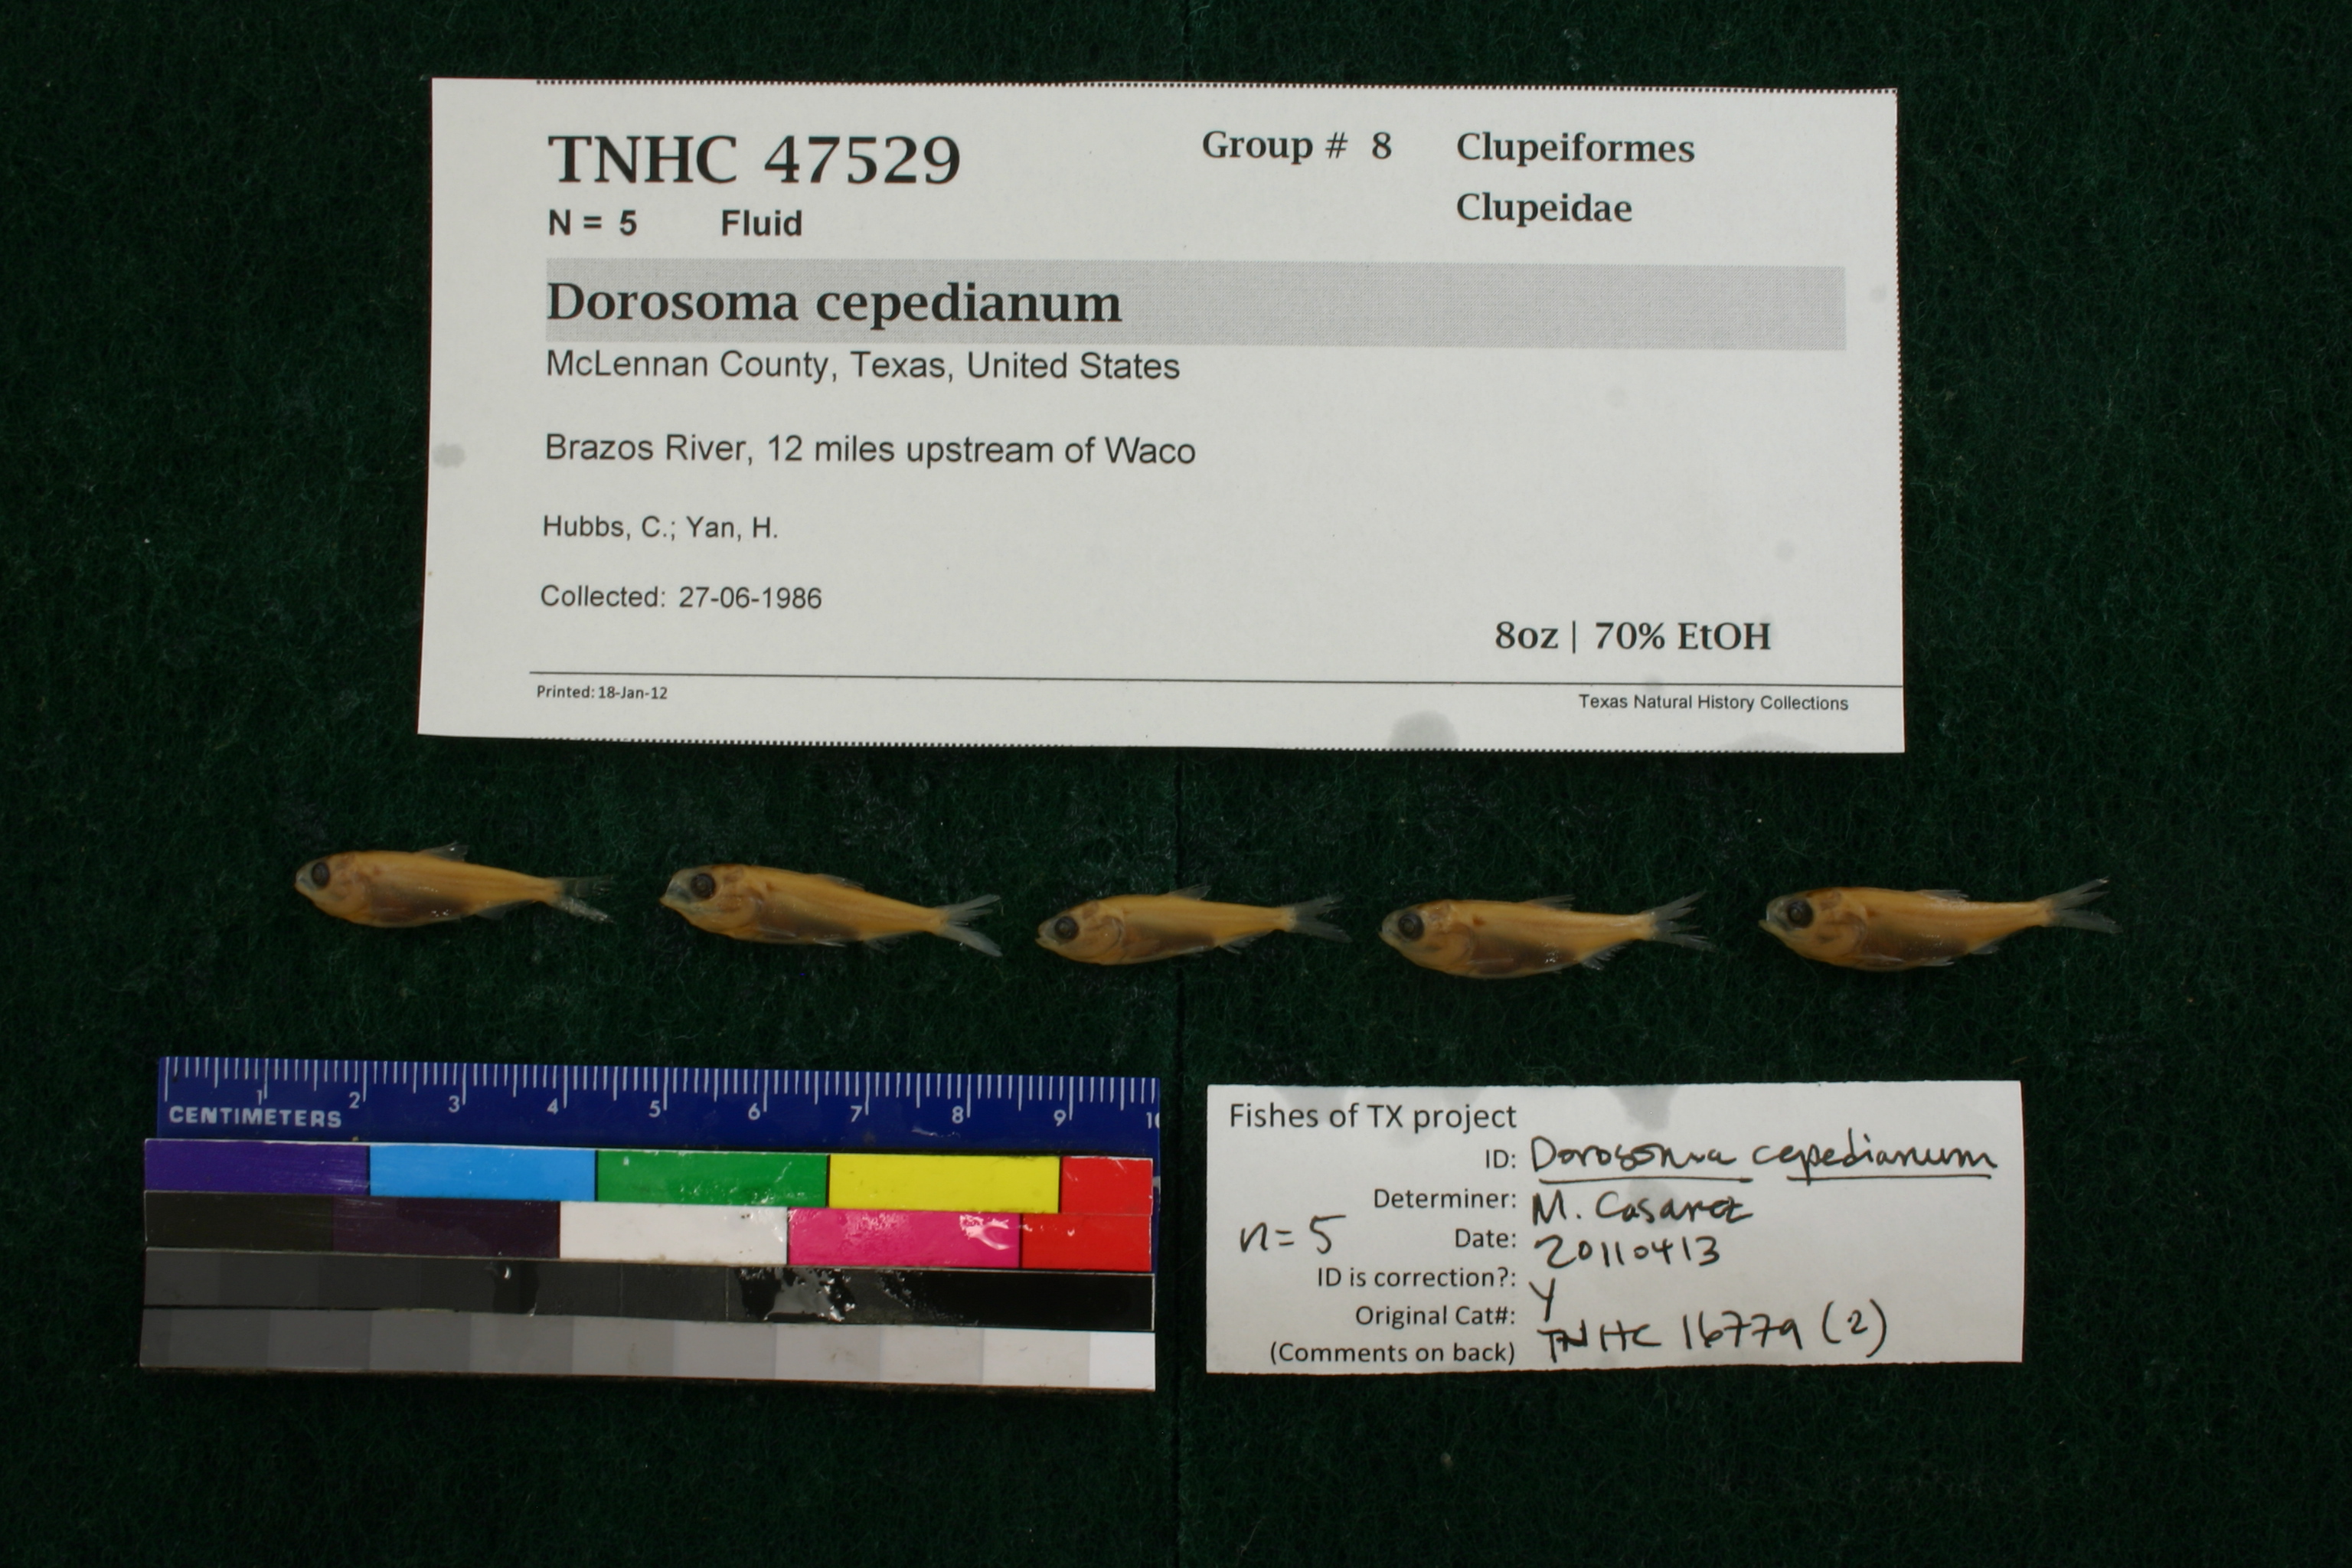 TNHC 47529
Group # 8
Clupeiformes
Clupeidae
N = 5 Fluid
Dorosoma cepedianum
McLennan County, Texas, United States
Brazos River, 12 miles upstream of Waco
Hubbs, C.; Yan, H.
Collected: 27-06-1986
8oz | 70% EtOH
Printed: 18-Jan-12
Texas Natural History Collections
1 2 3 4 5 6 7 8 9
CENTIMETERS
Fishes of TX project
ID: Dorosoma cepedianum
Determiner: M. Casarez
n=5
Date: 20110413
ID is correction?: Y
Original Cat#: TNHC 16779 (2)
(Comments on back)